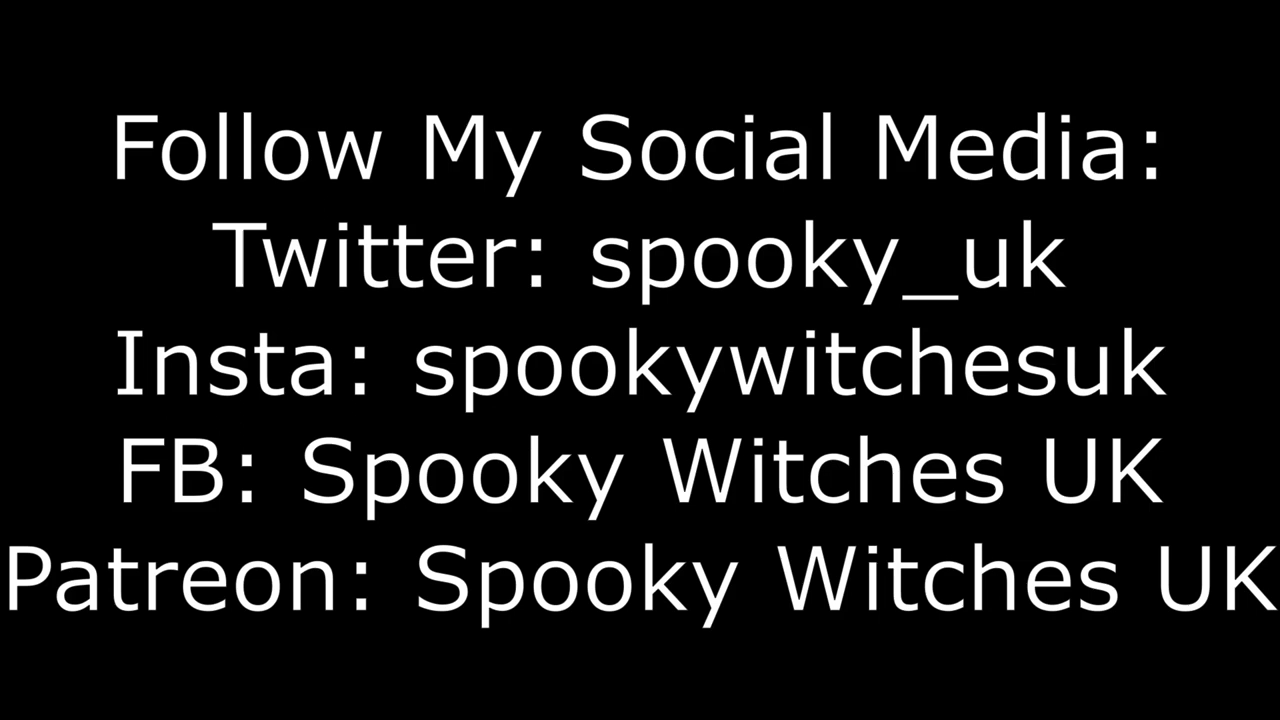 Follow My Social Media:
Twitter: spooky_uk
Insta: spookywitchesuk
FB: Spooky Witches UK
Patreon: Spooky Witches UK